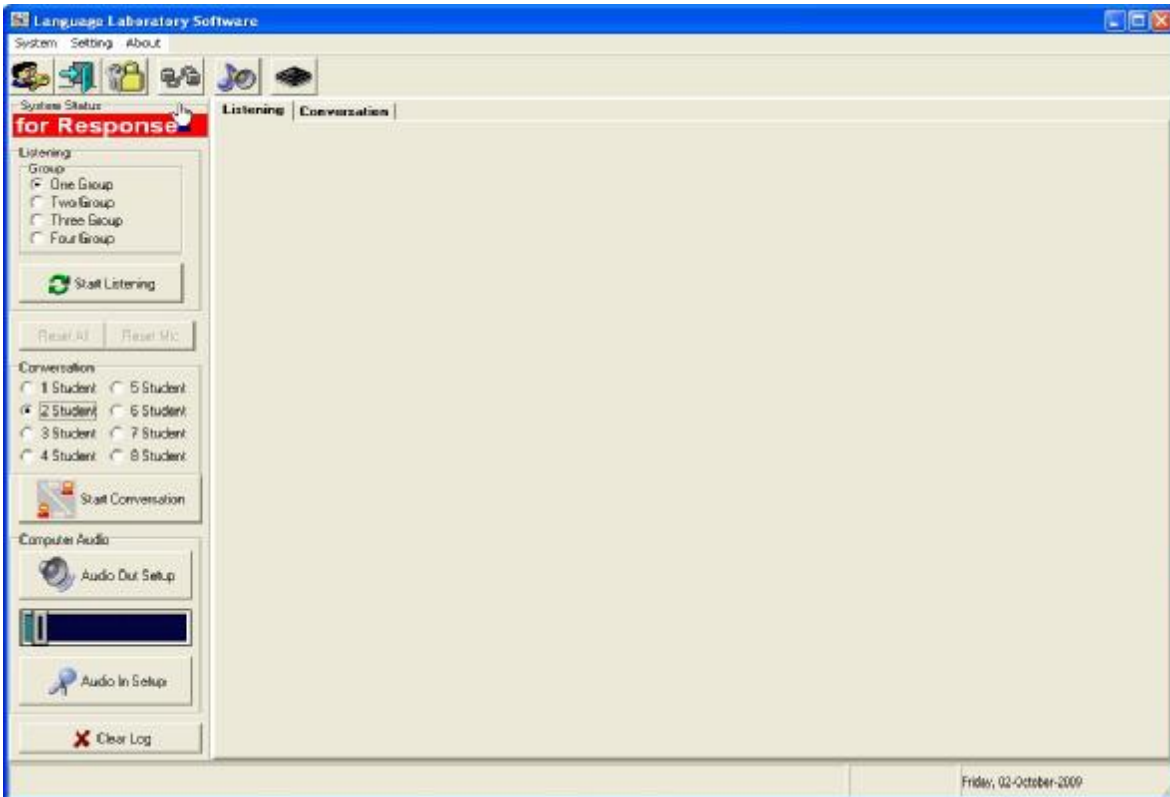 Language Laboratory Software
System Setting About
System Status
for Response
Listening Conversation
Listening
Group
One Group
Two Group
Three Group
Four Group
Start Listening
Reset All Reset Mic
Conversation
1 Student 5 Student
2 Student 6 Student
3 Student 7 Student
4 Student 8 Student
Start Conversation
Computer Audio
Audio Out Setup
Audio In Setup
Clear Log
Friday, 02-October-2009